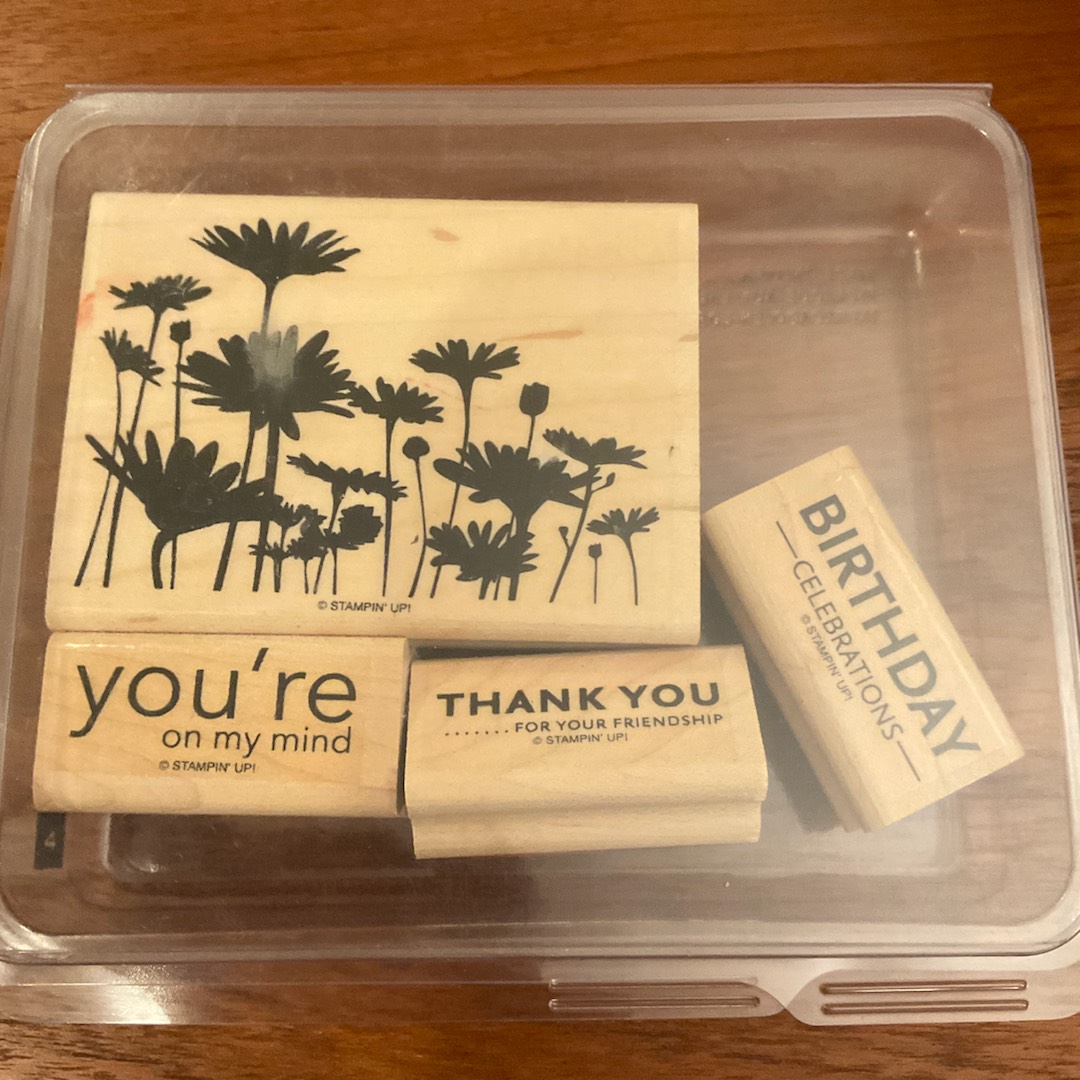 © STAMPIN' UP!
you're
on my mind
© STAMPIN' UP!
THANK YOU
.......FOR YOUR FRIENDSHIP
© STAMPIN' UP!
BIRTHDAY
—CELEBRATIONS—
© STAMPIN' UP!
4